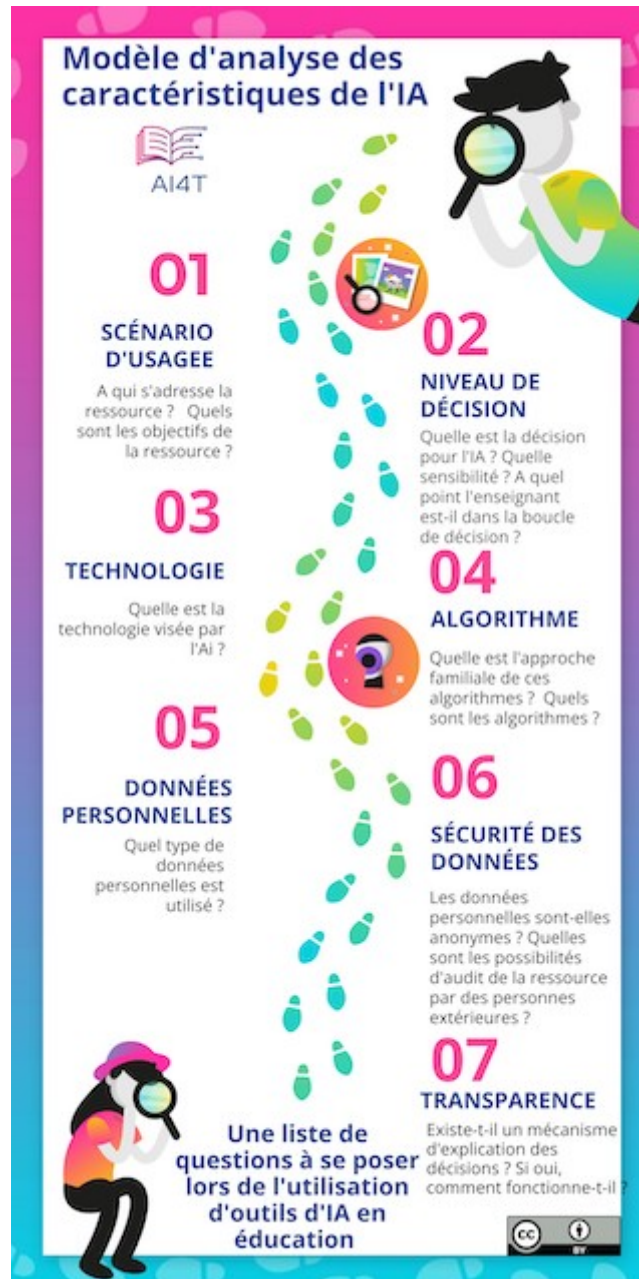 Modèle d'analyse des
caractéristiques de l'IA
AI4T
01
SCÉNARIO
D'USAGEE
A qui s'adresse la
ressource ? Quels
sont les objectifs de
la ressource ?
02
NIVEAU DE
DÉCISION
Quelle est la décision
pour l'IA ? Quelle
sensibilité ? A quel
point l'enseignant
est-il dans la boucle
de décision ?
03
TECHNOLOGIE
Quelle est la
technologie visée par
l'Ai ?
04
ALGORITHME
Quelle est l'approche
familiale de ces
algorithmes ? Quels
sont les algorithmes ?
05
DONNÉES
PERSONNELLES
Quel type de
données
personnelles est
utilisé ?
06
SÉCURITÉ DES
DONNÉES
Les données
personnelles sont-elles
anonymes ? Quelles
sont les possibilités
d'audit de la ressource
par des personnes
extérieures ?
07
TRANSPARENCE
Existe-t-il un mécanisme
d'explication des
décisions ? Si oui,
comment fonctionne-t-il ?
Une liste de
questions à se poser
lors de l'utilisation
d'outils d'IA en
éducation
cc
BY